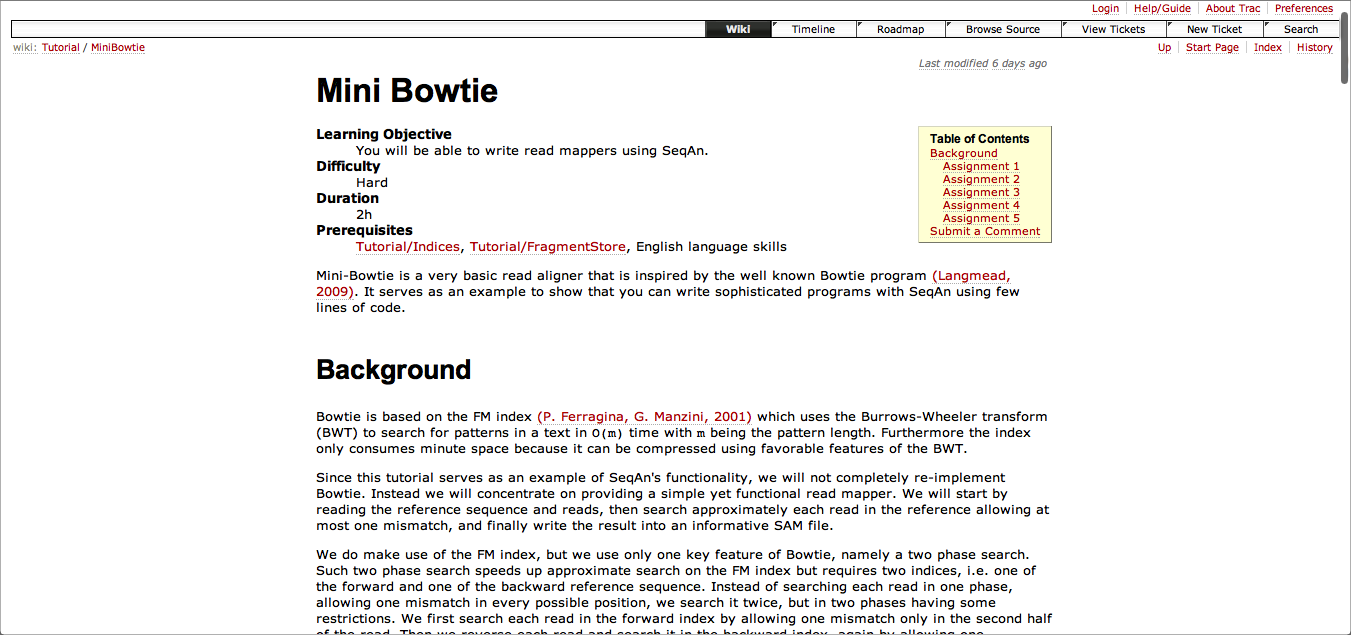 Login Help/Guide About Trac Preferences
Wiki Timeline Roadmap Browse Source View Tickets New Ticket Search
wiki: Tutorial / MiniBowtie Up Start Page Index History
Last modified 6 days ago
Mini Bowtie
Learning Objective
You will be able to write read mappers using SeqAn.
Difficulty
Hard
Duration
2h
Prerequisites
Tutorial/Indices, Tutorial/FragmentStore, English language skills
Table of Contents
Background
Assignment 1
Assignment 2
Assignment 3
Assignment 4
Assignment 5
Submit a Comment
Mini-Bowtie is a very basic read aligner that is inspired by the well known Bowtie program (Langmead,
2009). It serves as an example to show that you can write sophisticated programs with SeqAn using few
lines of code.
Background
Bowtie is based on the FM index (P. Ferragina, G. Manzini, 2001) which uses the Burrows-Wheeler transform
(BWT) to search for patterns in a text in O(m) time with m being the pattern length. Furthermore the index
only consumes minute space because it can be compressed using favorable features of the BWT.
Since this tutorial serves as an example of SeqAn's functionality, we will not completely re-implement
Bowtie. Instead we will concentrate on providing a simple yet functional read mapper. We will start by
reading the reference sequence and reads, then search approximately each read in the reference allowing at
most one mismatch, and finally write the result into an informative SAM file.
We do make use of the FM index, but we use only one key feature of Bowtie, namely a two phase search.
Such two phase search speeds up approximate search on the FM index but requires two indices, i.e. one of
the forward and one of the backward reference sequence. Instead of searching each read in one phase,
allowing one mismatch in every possible position, we search it twice, but in two phases having some
restrictions. We first search each read in the forward index by allowing one mismatch only in the second half
of the read. Then we reverse each read and search it in the backward index, again by allowing one